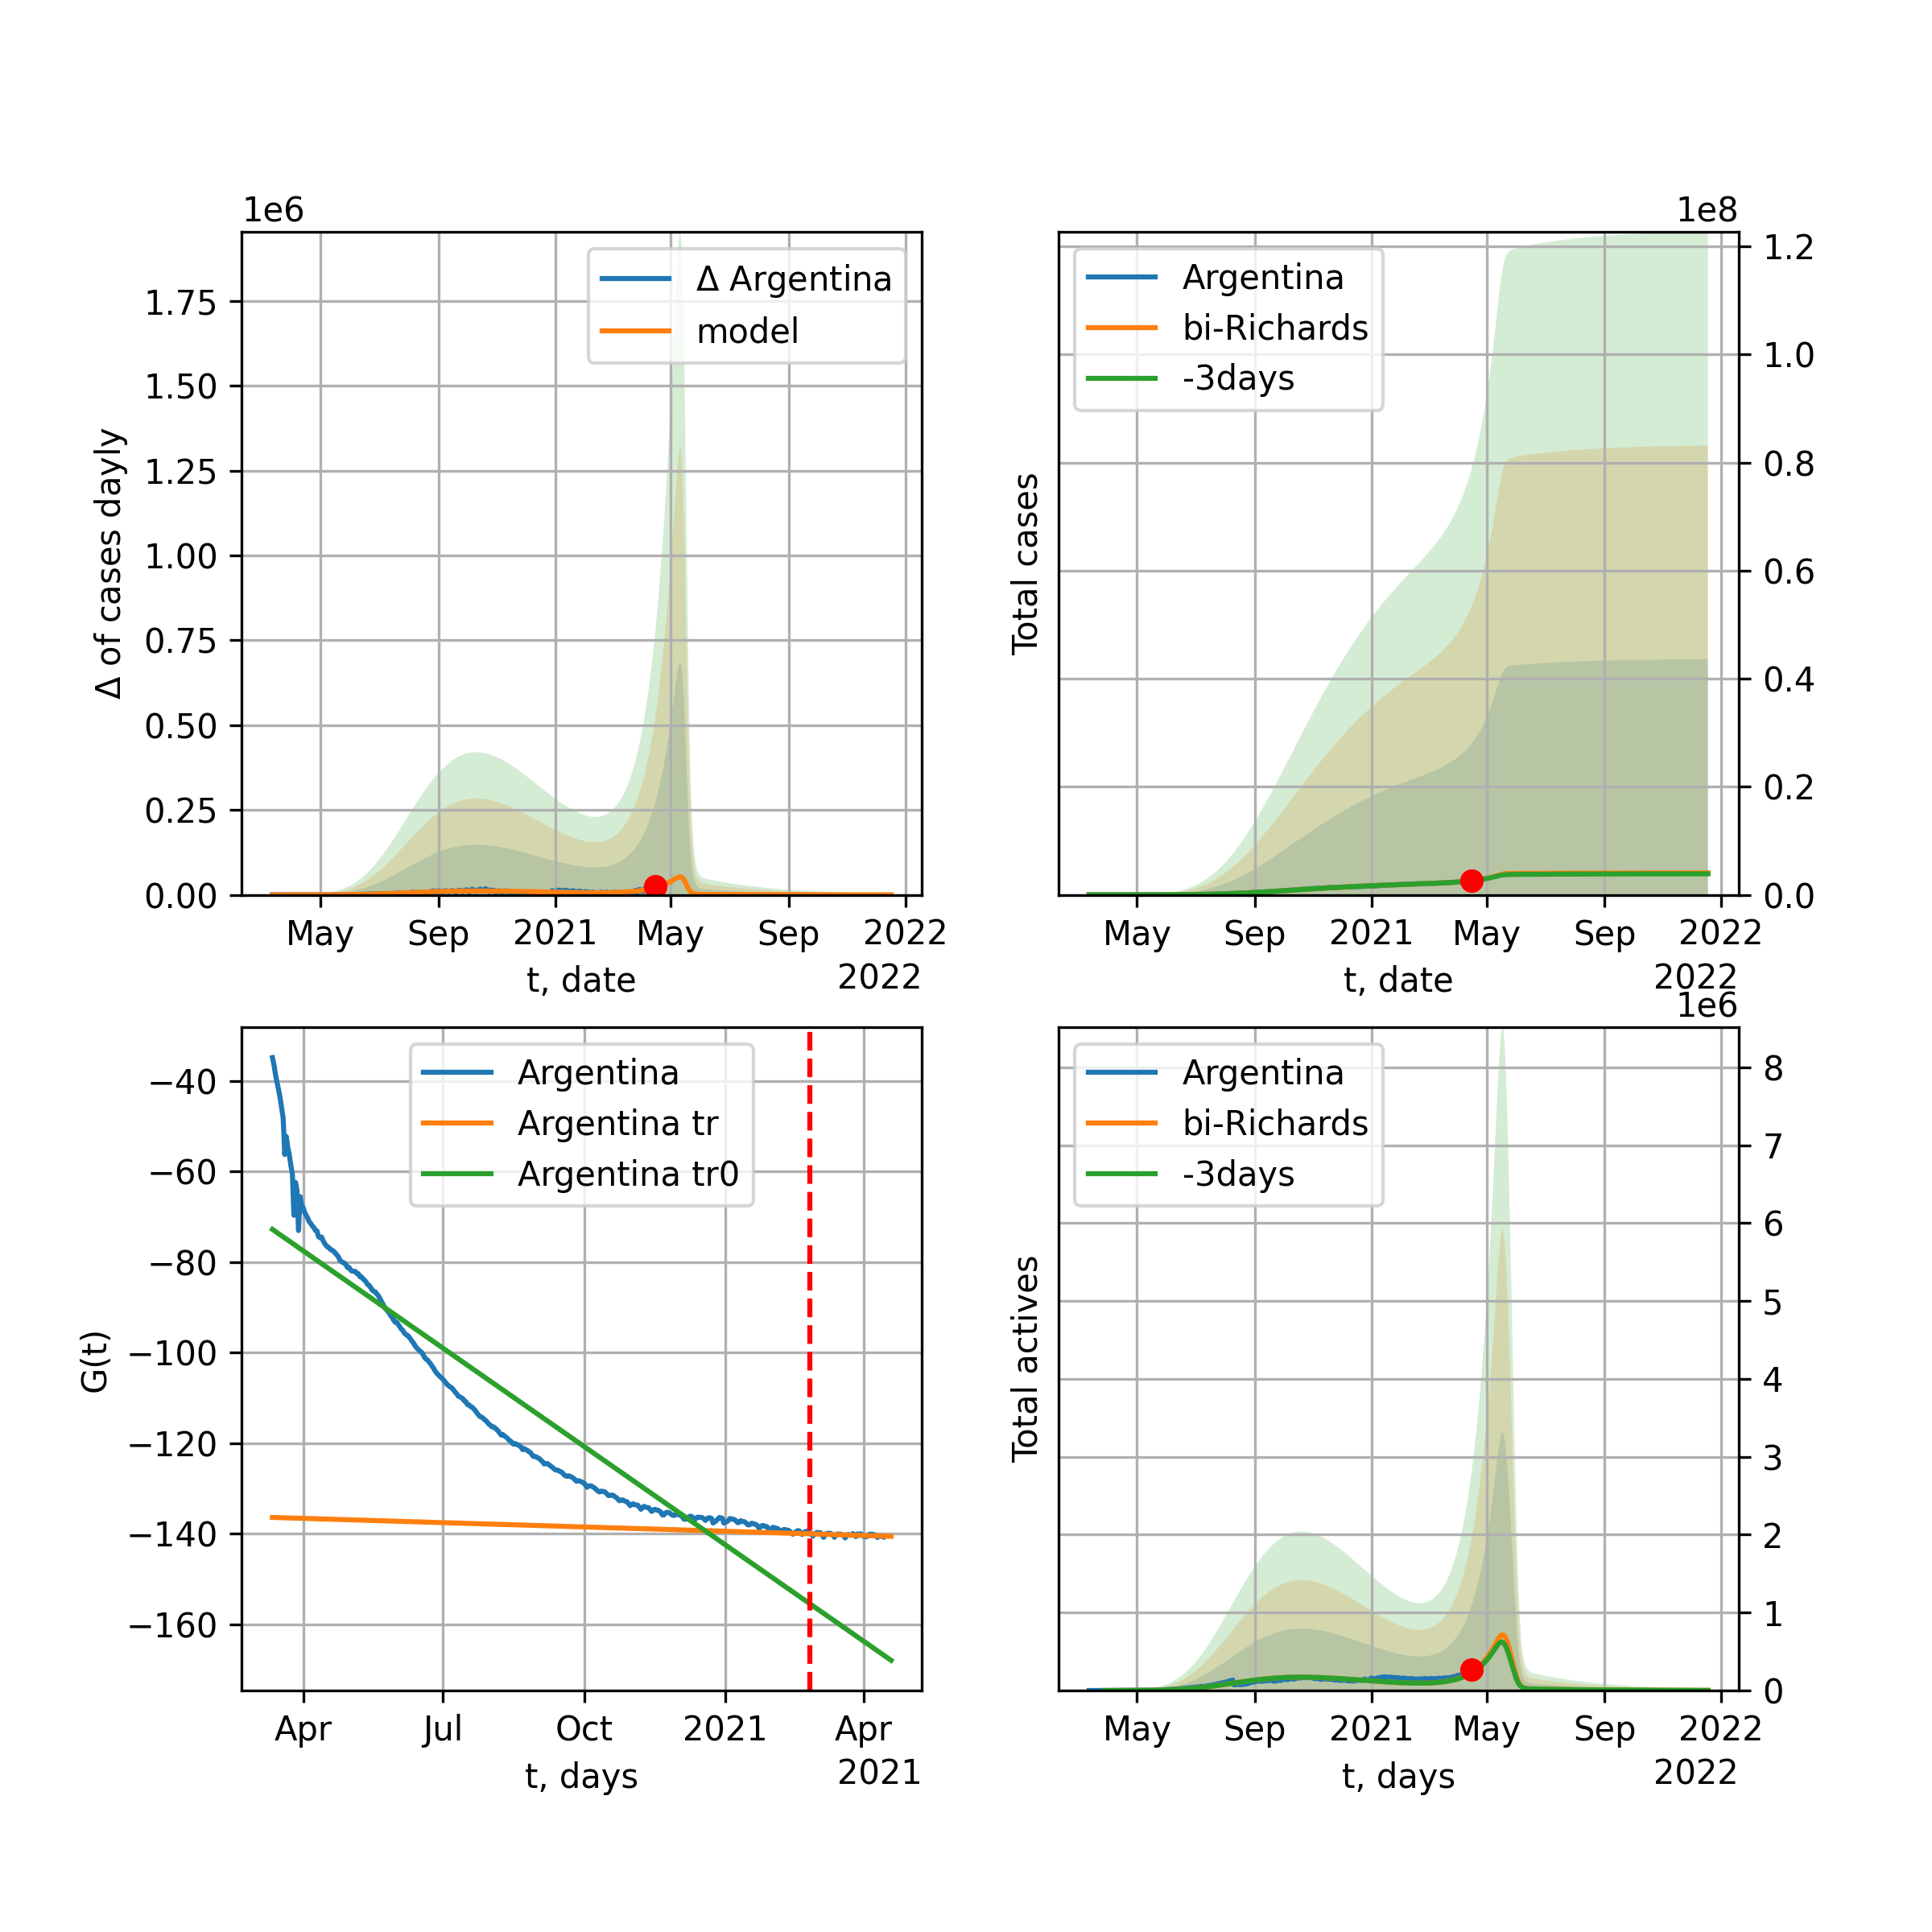 1e6
Δ Argentina
model
1.75
1.50
1.25
1.00
0.75
0.50
0.25
0.00
Δ of cases dayly
May Sep 2021 May Sep 2022
2022
t, date
1e8
Argentina
bi-Richards
-3days
1.2
1.0
0.8
0.6
0.4
0.2
0.0
Total cases
May Sep 2021 May Sep 2022
2022
t, date
Argentina
Argentina tr
Argentina tr0
−40
−60
−80
−100
−120
−140
−160
G(t)
Apr Jul Oct 2021 Apr
2021
t, days
1e6
Argentina
bi-Richards
-3days
8
7
6
5
4
3
2
1
0
Total actives
May Sep 2021 May Sep 2022
2022
t, days